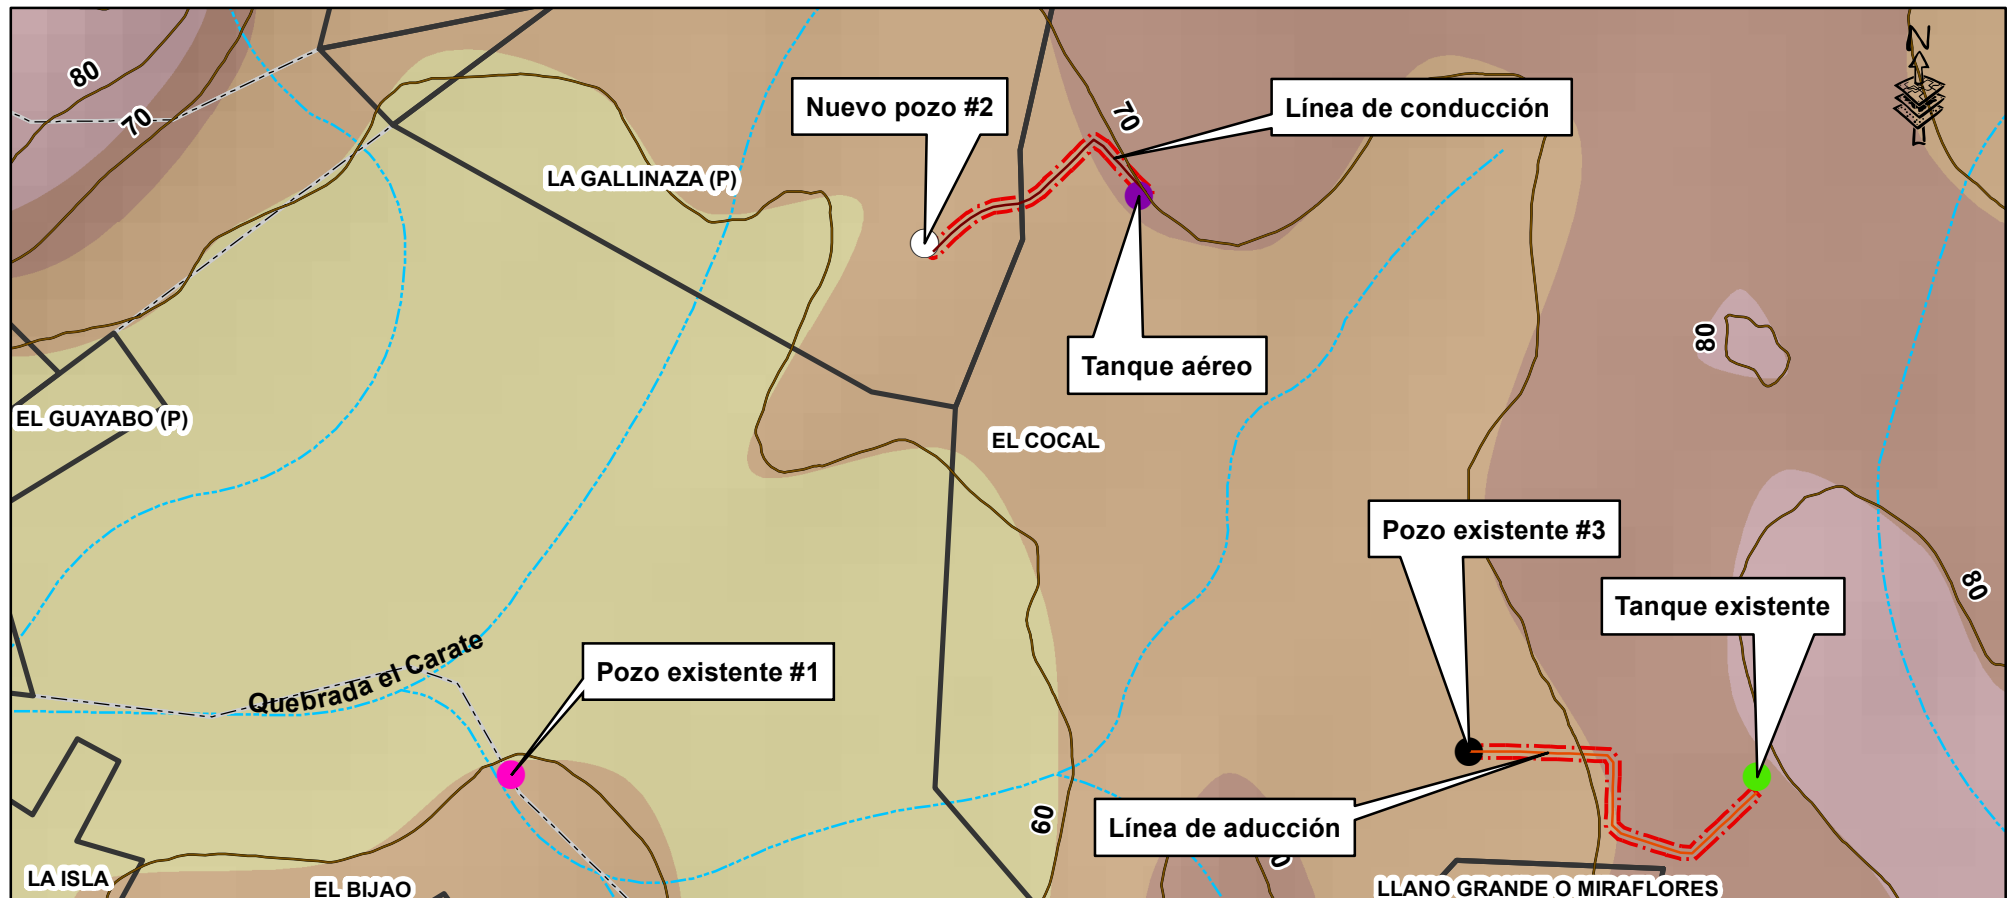 N
80
70
Nuevo pozo #2
70
Línea de conducción
LA GALLINAZA (P)
80
Tanque aéreo
EL GUAYABO (P)
EL COCAL
Pozo existente #3
80
Tanque existente
Quebrada el Carate
Pozo existente #1
60
Línea de aducción
LA ISLA
EL BIJAO
LLANO GRANDE O MIRAFLORES